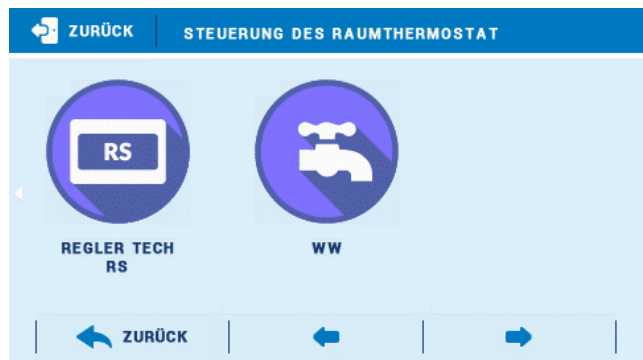 ZURÜCK
STEUERUNG DES RAUMTHERMOSTAT
RS
REGLER TECH
RS
WW
ZURÜCK